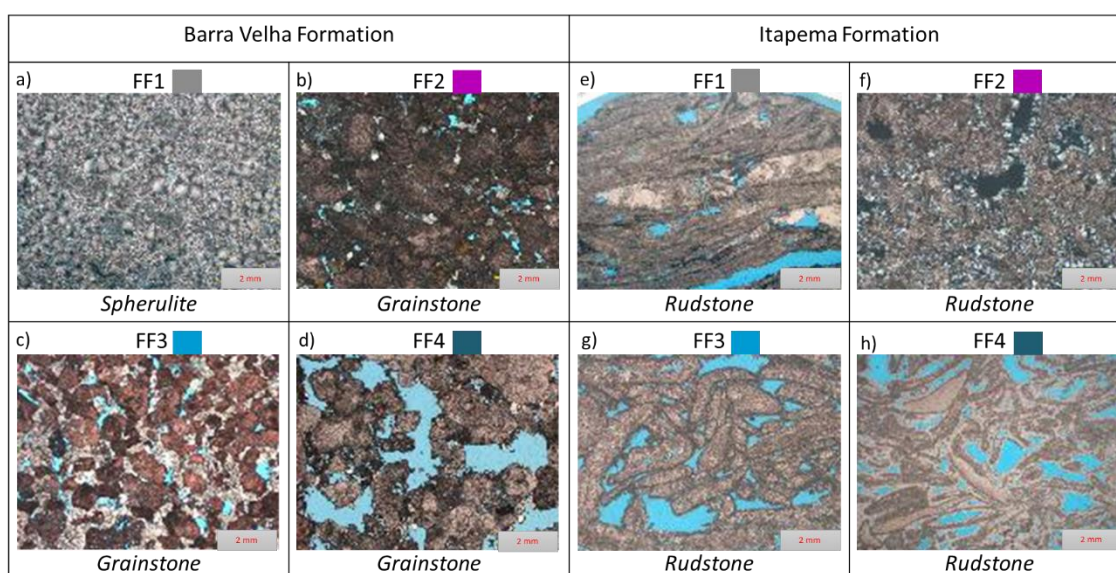 Barra Velha Formation
Itapema Formation
a) FF1
b) FF2
e) FF1
f) FF2
2 mm
2 mm
2 mm
2 mm
Spherulite
Grainstone
Rudstone
Rudstone
c) FF3
d) FF4
g) FF3
h) FF4
2 mm
2 mm
2 mm
2 mm
Grainstone
Grainstone
Rudstone
Rudstone